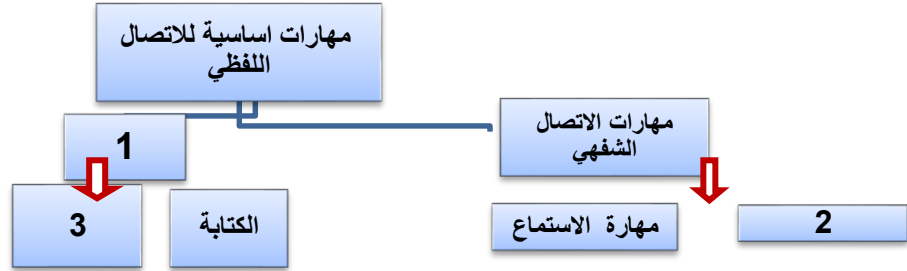 مهارات اساسية للاتصال
اللفظي
مهارات الاتصال
الشفهي
1
2
مهارة الاستماع
الكتابة
3